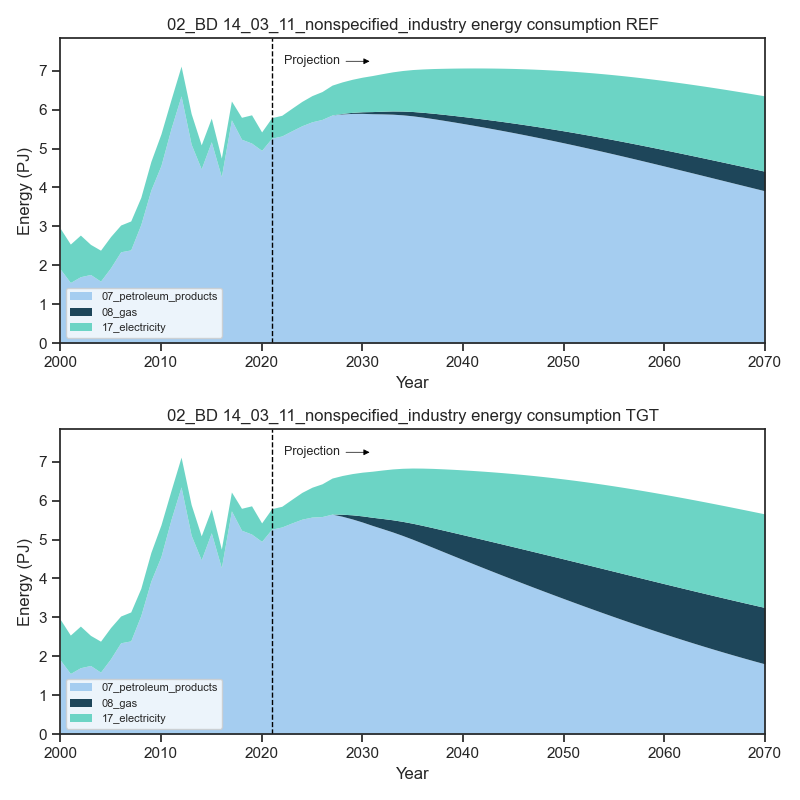 02_BD 14_03_11_nonspecified_industry energy consumption REF
Projection
7
6
5
4
3
2
1
0
Energy (PJ)
07_petroleum_products
08_gas
17_electricity
2000 2010 2020 2030 2040 2050 2060 2070
Year
02_BD 14_03_11_nonspecified_industry energy consumption TGT
Projection
7
6
5
4
3
2
1
0
Energy (PJ)
07_petroleum_products
08_gas
17_electricity
2000 2010 2020 2030 2040 2050 2060 2070
Year